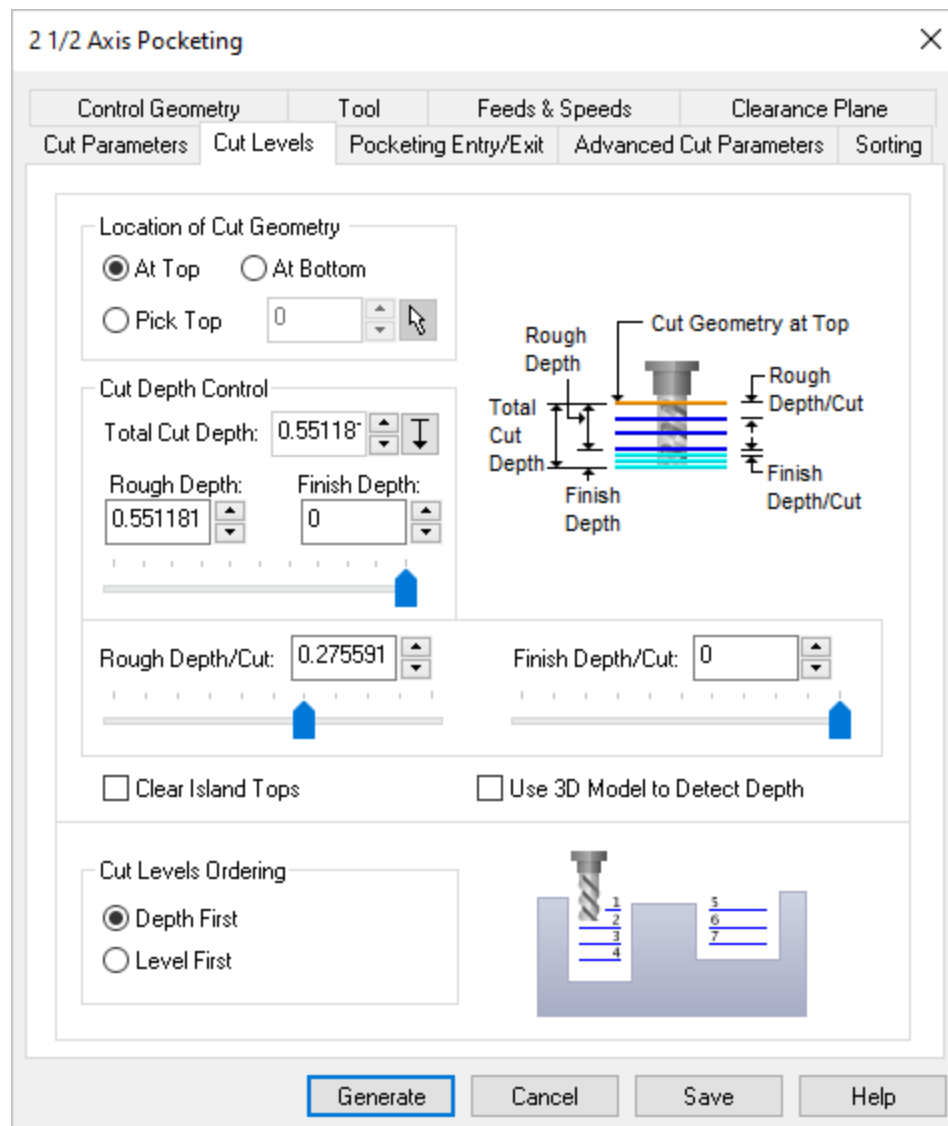 2 1/2 Axis Pocketing
Control Geometry Tool Feeds & Speeds Clearance Plane
Cut Parameters Cut Levels Pocketing Entry/Exit Advanced Cut Parameters Sorting
Location of Cut Geometry
At Top At Bottom
Pick Top 0
Cut Depth Control
Total Cut Depth: 0.55118
Rough Depth: Finish Depth:
0.551181 0
Cut Geometry at Top
Rough
Depth
Rough
Depth/Cut
Total
Cut
Depth
Finish
Depth/Cut
Finish
Depth
Rough Depth/Cut: 0.275591 Finish Depth/Cut: 0
Clear Island Tops Use 3D Model to Detect Depth
Cut Levels Ordering
Depth First
Level First
1 5
2 6
3 7
4
Generate Cancel Save Help